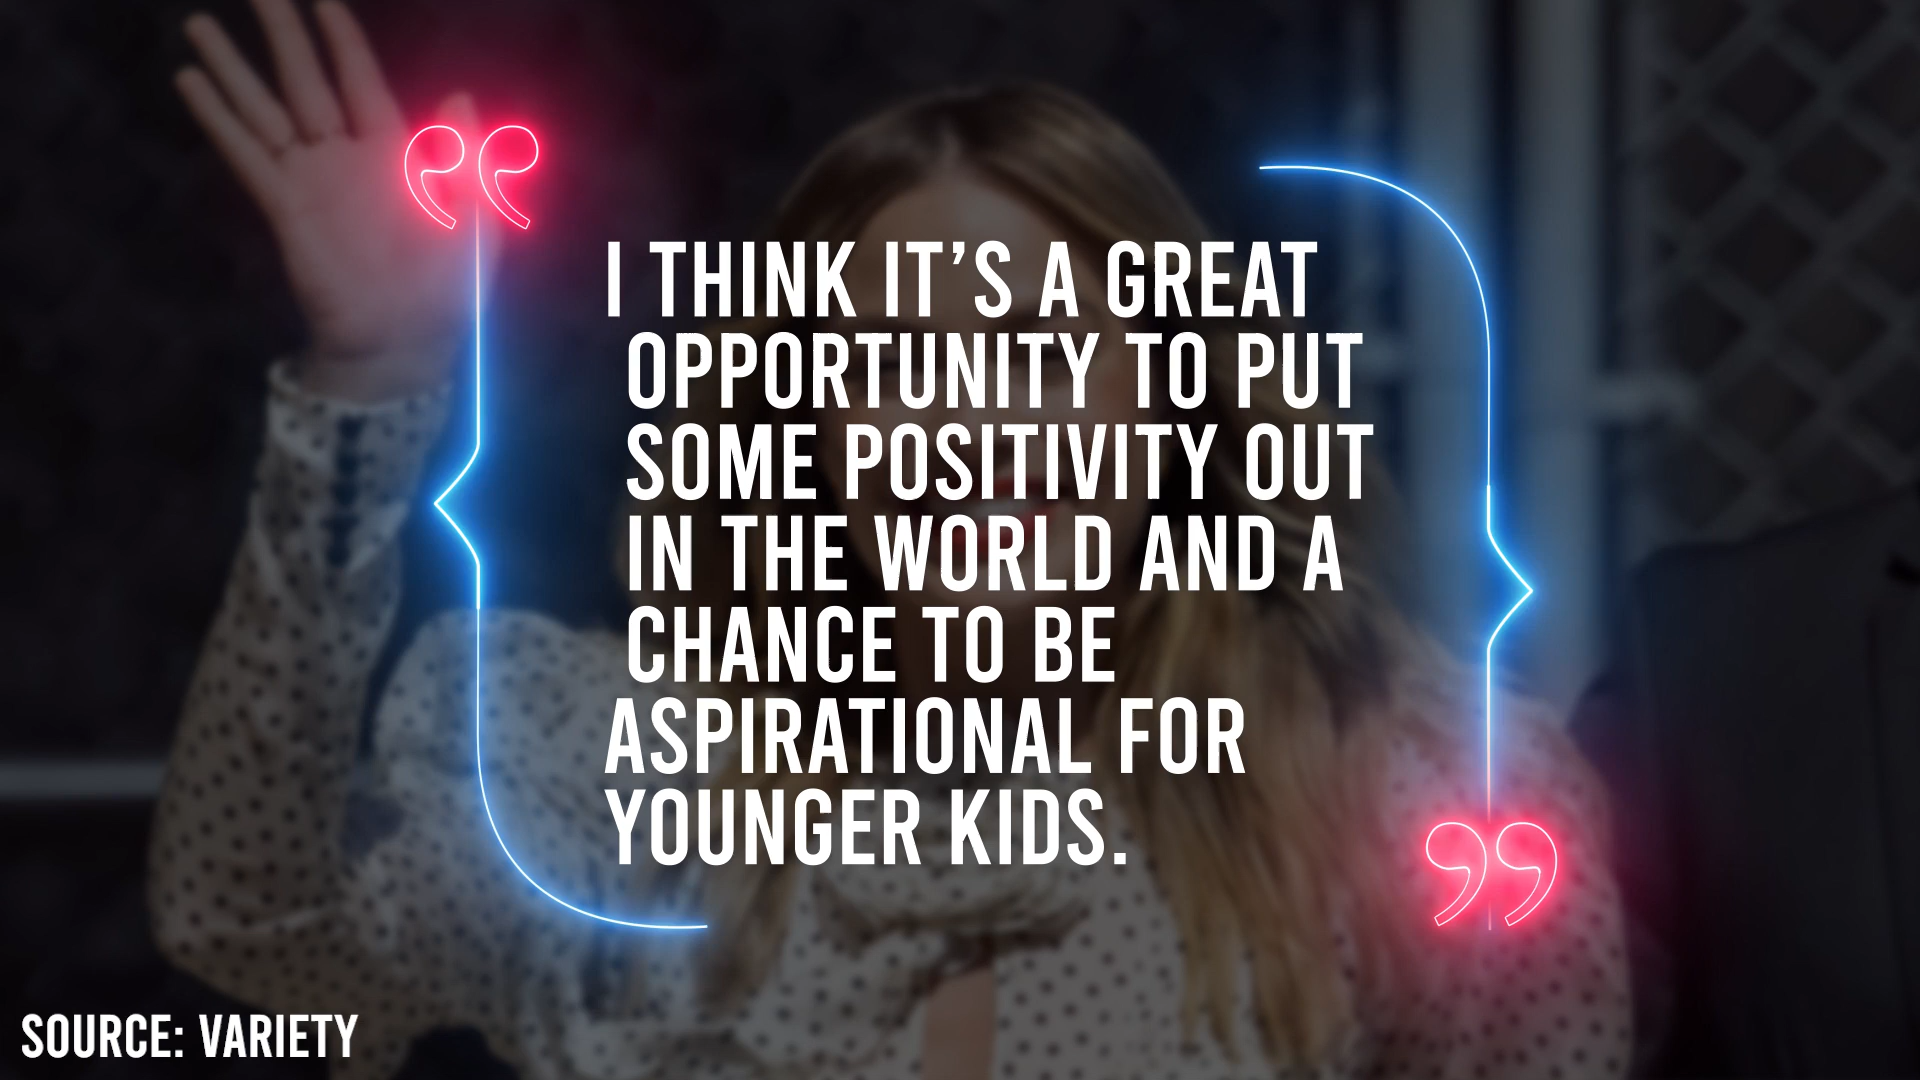 I THINK IT’S A GREAT
OPPORTUNITY TO PUT
SOME POSITIVITY OUT
IN THE WORLD AND A
CHANCE TO BE
ASPIRATIONAL FOR
YOUNGER KIDS.
SOURCE: VARIETY